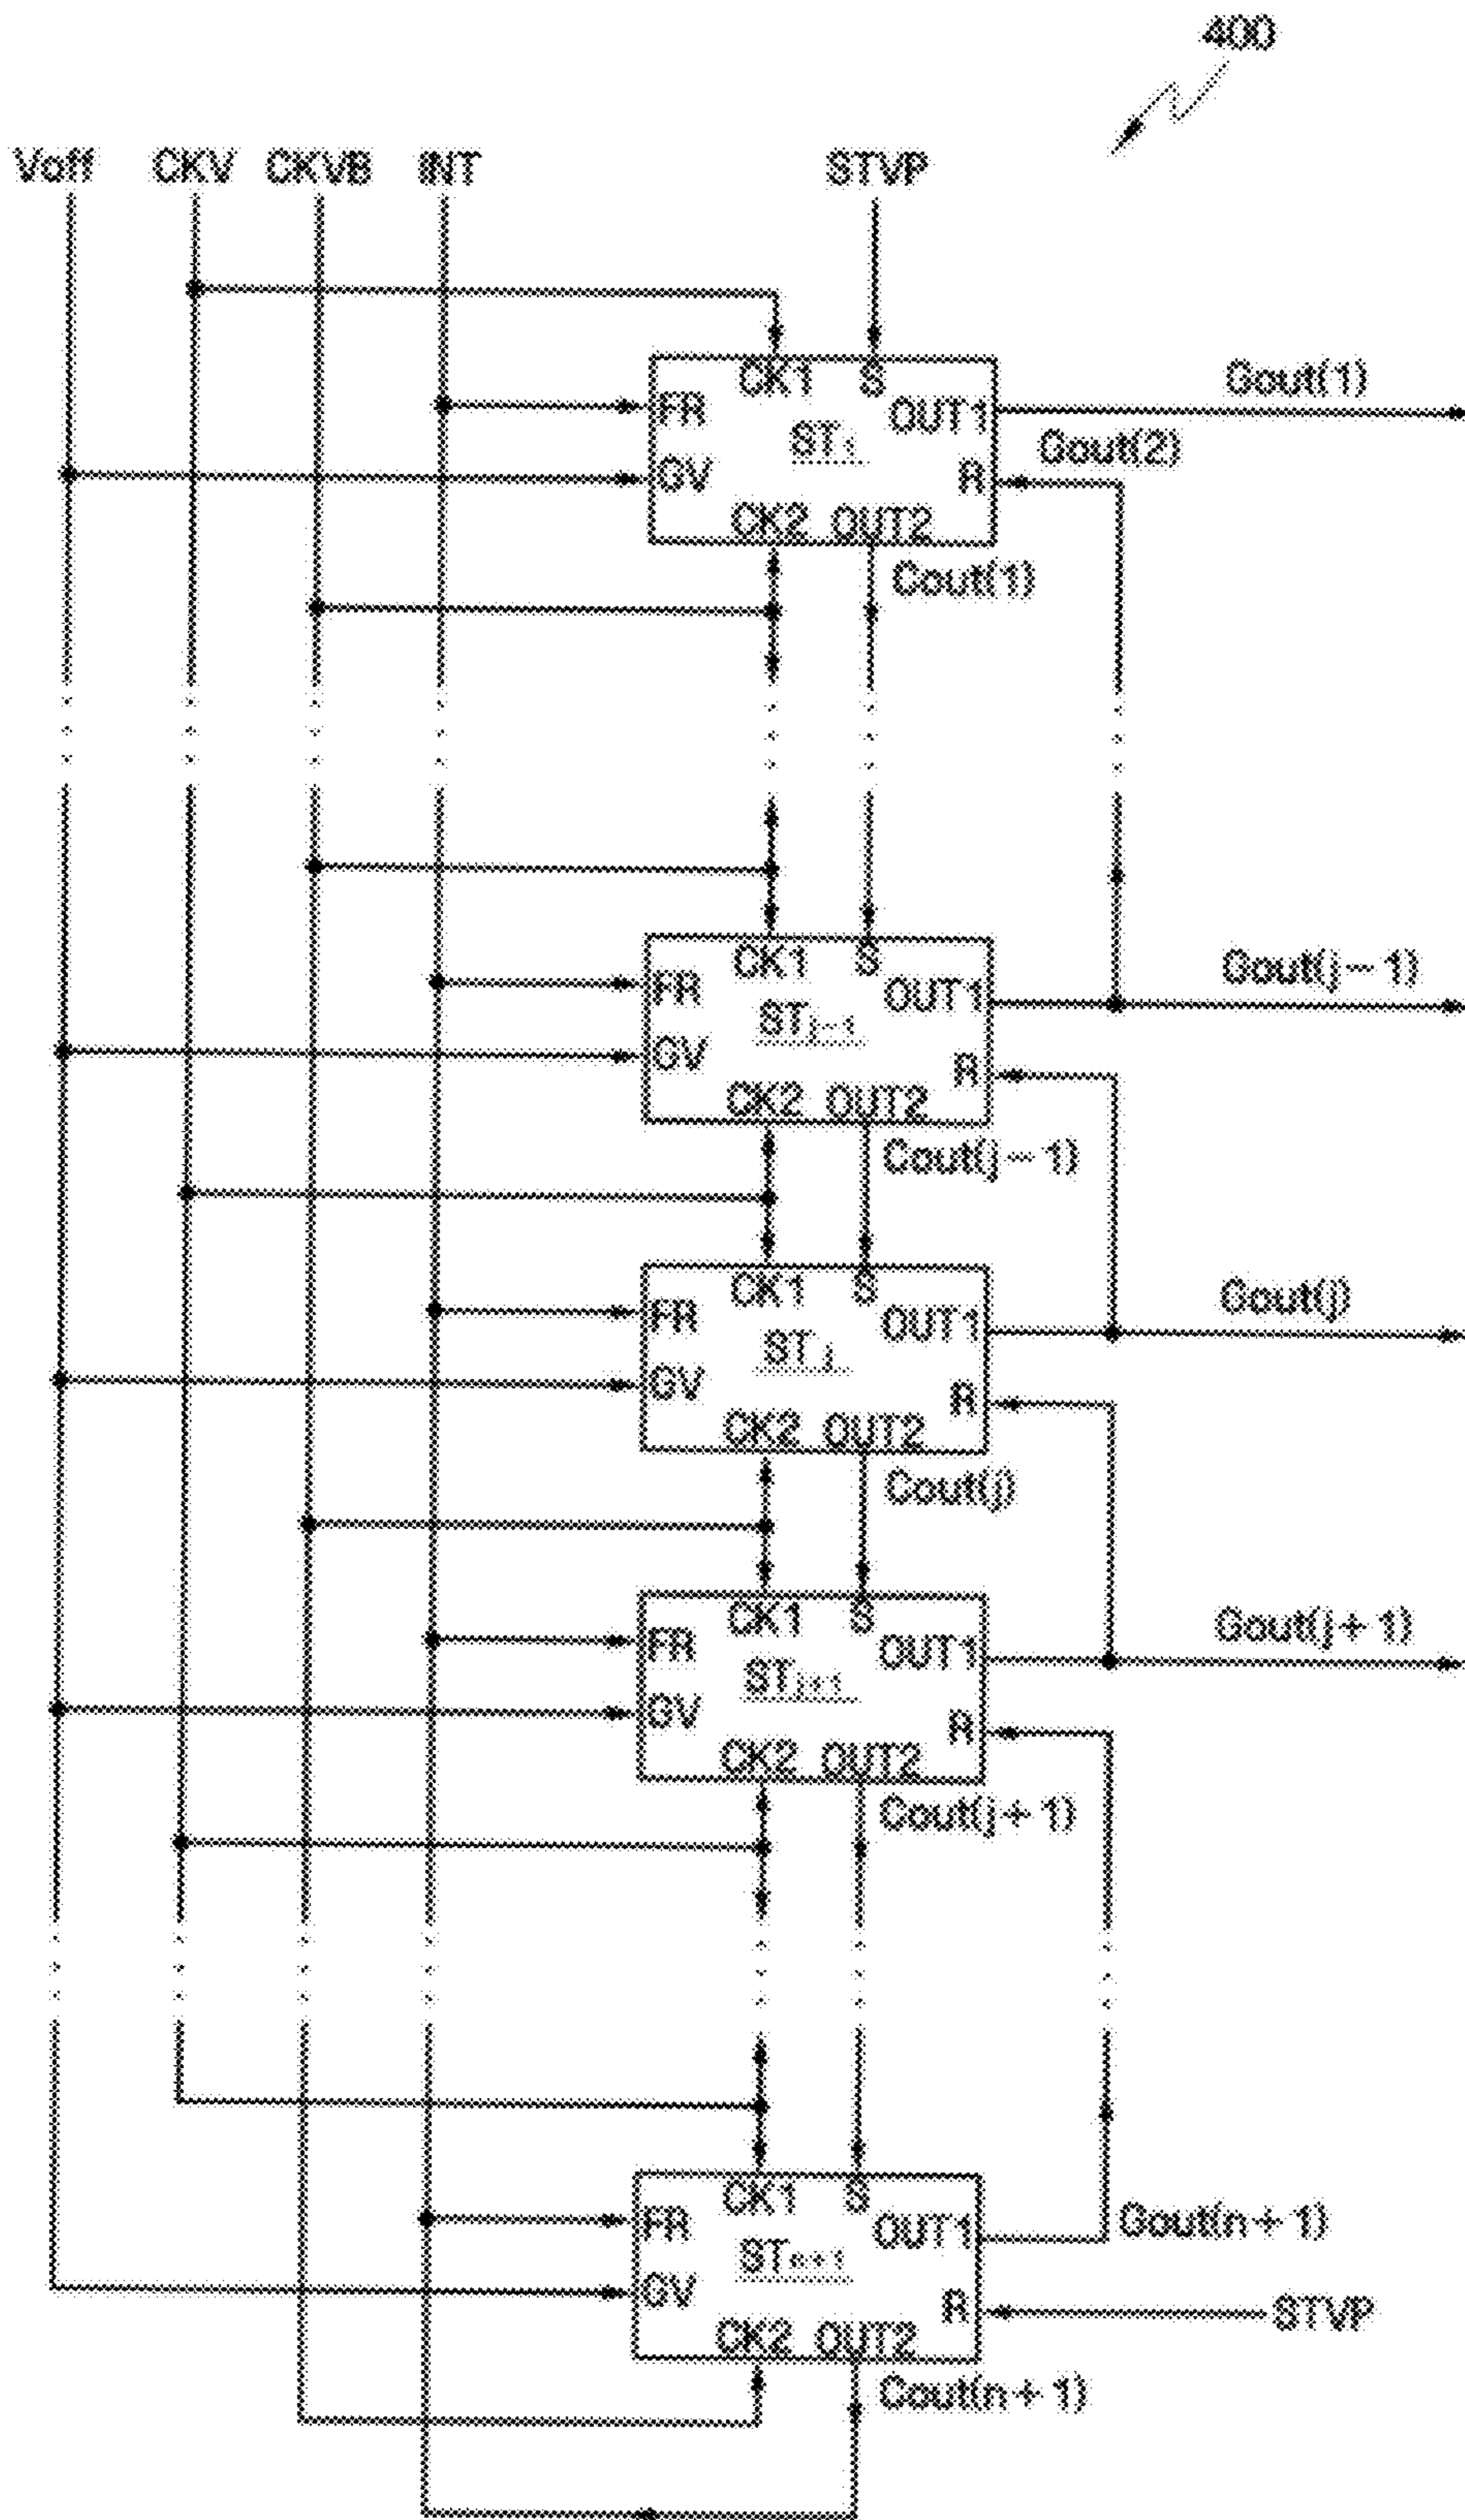 400
Voff CKV CKVB INT STVP
CK1 S
FR OUT1 Gout(1)
ST₁ Gout(2)
GV R
CK2 OUT2
Cout(1)
CK1 S
FR OUT1 Gout(j-1)
STⱼ₋₁
GV R
CK2 OUT2
Cout(j-1)
CK1 S
FR OUT1 Gout(j)
STⱼ
GV R
CK2 OUT2
Cout(j)
CK1 S
FR OUT1 Gout(j+1)
STⱼ₊₁
GV R
CK2 OUT2
Cout(j+1)
CK1 S
FR OUT1 Gout(n+1)
STₙ₊₁
GV R STVP
CK2 OUT2
Cout(n+1)